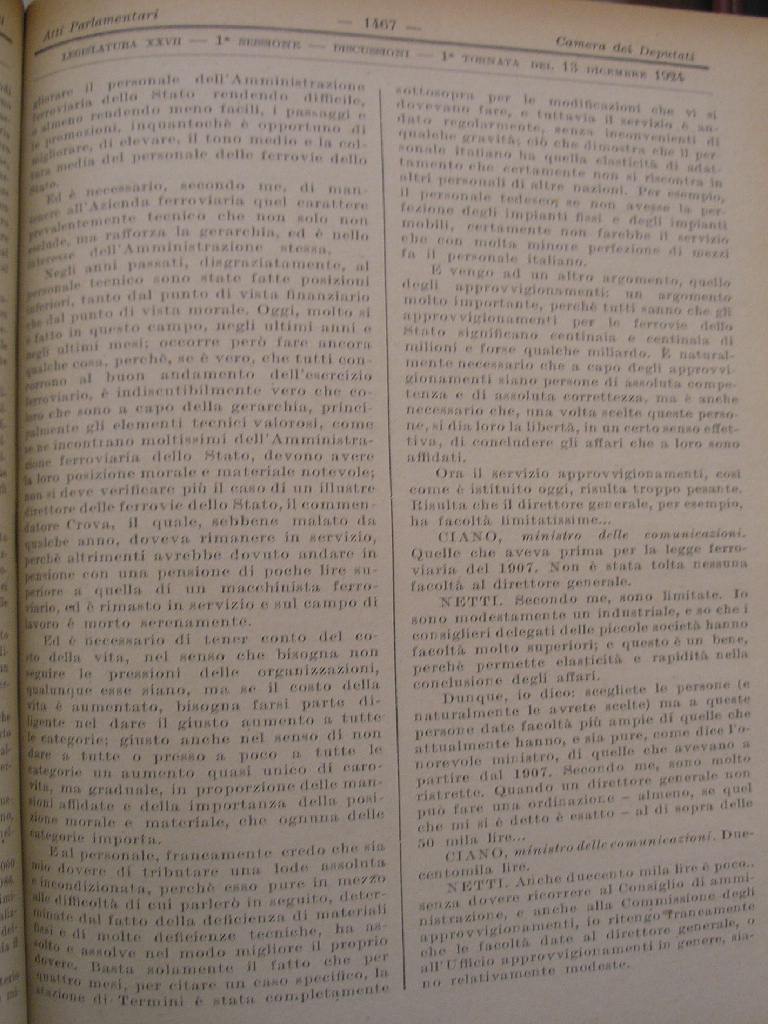 Atti Parlamentari — 1467 — Camera dei Deputati
LEGISLATURA XXVII — 1ª SESSIONE — DISCUSSIONI — 1ª TORNATA DEL 13 DICEMBRE 1924
gliorare il personale dell'Amministrazione
ferroviaria dello Stato rendendo difficile,
o almeno rendendo meno facili, i passaggi e
le promozioni, inquantochè è opportuno di
migliorare, di elevare, il tono medio e la col-
tura media del personale delle ferrovie dello
Stato.
Ed è necessario, secondo me, di man-
tenere all'Azienda ferroviaria quel carattere
prevalentemente tecnico che non solo non
esclude, ma rafforza la gerarchia, ed è nello
interesse dell'Amministrazione stessa.
Negli anni passati, disgraziatamente, al
personale tecnico sono state fatte posizioni
inferiori, tanto dal punto di vista finanziario
che dal punto di vista morale. Oggi, molto si
è fatto in questo campo, negli ultimi anni e
negli ultimi mesi; occorre però fare ancora
qualche cosa, perchè, se è vero, che tutti con-
corrono al buon andamento dell'esercizio
ferroviario, è indiscutibilmente vero che co-
loro che sono a capo della gerarchia, princi-
palmente gli elementi tecnici valorosi, come
se ne incontrano moltissimi dell'Amministra-
zione ferroviaria dello Stato, devono avere
la loro posizione morale e materiale notevole;
non si deve verificare più il caso di un illustre
direttore delle ferrovie dello Stato, il commen-
datore Crova, il quale, sebbene malato da
qualche anno, doveva rimanere in servizio,
perchè altrimenti avrebbe dovuto andare in
pensione con una pensione di poche lire su-
periore a quella di un macchinista ferro-
viario, ed è rimasto in servizio e sul campo di
lavoro è morto serenamente.
Ed è necessario di tener conto del co-
sto della vita, nel senso che bisogna non
seguire le pressioni delle organizzazioni,
qualunque esse siano, ma se il costo della
vita è aumentato, bisogna farsi parte di-
ligente nel dare il giusto aumento a tutte
le categorie; giusto anche nel senso di non
dare a tutte o presso a poco a tutte le
categorie un aumento quasi unico di caro-
vita, ma graduale, in proporzione delle man-
sioni affidate e della importanza della posi-
zione morale e materiale, che ognuna delle
categorie importa.
E al personale, francamente credo che sia
mio dovere di tributare una lode assoluta
e incondizionata, perchè esso pure in mezzo
alle difficoltà di cui parlerò in seguito, deter-
minate dal fatto della deficienza di materiali
fissi e di molte deficienze tecniche, ha as-
solto e assolve nel modo migliore il proprio
dovere. Basta solamente il fatto che per
quattro mesi, per citare un caso specifico, la
stazione di Termini è stata completamente
sottosopra per le modificazioni che vi si
dovevano fare, e tuttavia il servizio è an-
dato regolarmente, senza inconvenienti di
qualche gravità; ciò che dimostra che il per-
sonale italiano ha quella elasticità di adat-
tamento che certamente non si riscontra in
altri personali di altre nazioni. Per esempio,
il personale tedesco, se non avesse la per-
fezione degli impianti fissi e degli impianti
mobili, certamente non farebbe il servizio
che con molta minore perfezione di mezzi
fa il personale italiano.
E vengo ad un altro argomento, quello
degli approvvigionamenti; un argomento
molto importante, perchè tutti sanno che gli
approvvigionamenti per le ferrovie dello
Stato significano centinaia e centinaia di
milioni e forse qualche miliardo. È natural-
mente necessario che a capo degli approvvi-
gionamenti siano persone di assoluta compe-
tenza e di assoluta correttezza, ma è anche
necessario che, una volta scelte queste perso-
ne, si dia loro la libertà, in un certo senso effet-
tiva, di concludere gli affari che a loro sono
affidati.
Ora il servizio approvvigionamenti, così
come è istituito oggi, risulta troppo pesante.
Risulta che il direttore generale, per esempio,
ha facoltà limitatissime...
CIANO, ministro delle comunicazioni.
Quelle che aveva prima per la legge ferro-
viaria del 1907. Non è stata tolta nessuna
facoltà al direttore generale.
NETTI. Secondo me, sono limitate. Io
sono modestamente un industriale, e so che i
consiglieri delegati delle piccole società hanno
facoltà molto superiori; e questo è un bene,
perchè permette elasticità e rapidità nella
conclusione degli affari.
Dunque, io dico: scegliete le persone (e
naturalmente le avrete scelte) ma a queste
persone date facoltà più ampie di quelle che
attualmente hanno, e sia pure, come dice l'o-
norevole ministro, di quelle che avevano a
partire dal 1907. Secondo me, sono molto
ristrette. Quando un direttore generale non
può fare una ordinazione – almeno, se quel
che mi si è detto è esatto – al di sopra delle
50 mila lire...
CIANO, ministro delle comunicazioni. Due-
centomila lire.
NETTI. Anche duecento mila lire è poco..
senza dovere ricorrere al Consiglio di ammi-
nistrazione, e anche alla Commissione degli
approvvigionamenti, io ritengo francamente
che le facoltà date al direttore generale, o
all'Ufficio approvvigionamenti in genere, sia-
no relativamente modeste.